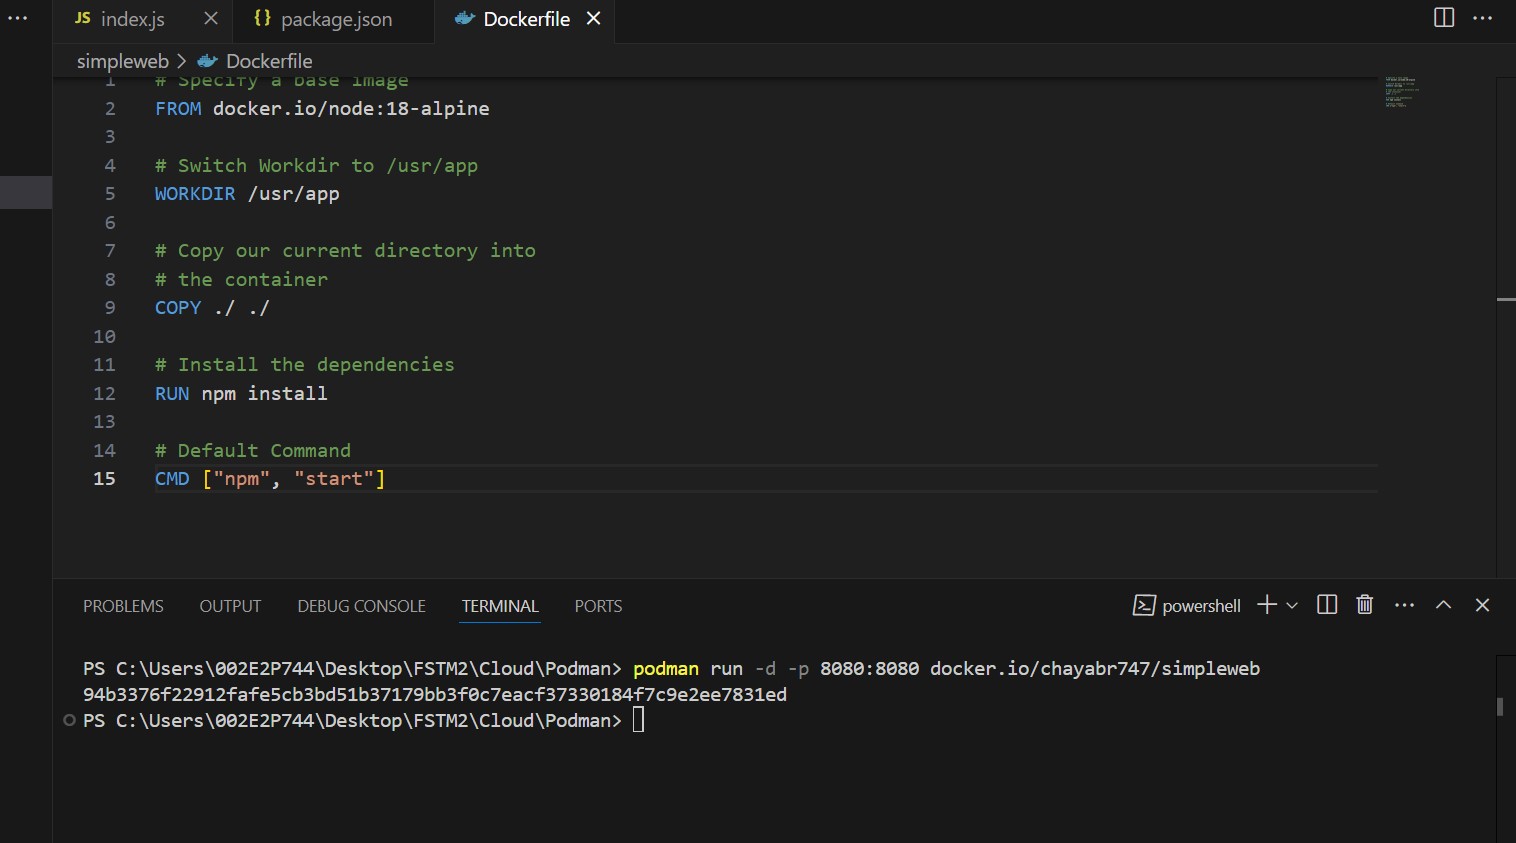 JS index.js
{} package.json
Dockerfile
simpleweb > Dockerfile
1 # Specify a base image
2 FROM docker.io/node:18-alpine
3
4 # Switch Workdir to /usr/app
5 WORKDIR /usr/app
6
7 # Copy our current directory into
8 # the container
9 COPY ./ ./
10
11 # Install the dependencies
12 RUN npm install
13
14 # Default Command
15 CMD ["npm", "start"]
PROBLEMS OUTPUT DEBUG CONSOLE TERMINAL PORTS powershell
PS C:\Users\002E2P744\Desktop\FSTM2\Cloud\Podman> podman run -d -p 8080:8080 docker.io/chayabr747/simpleweb
94b3376f22912fafe5cb3bd51b37179bb3f0c7eacf37330184f7c9e2ee7831ed
PS C:\Users\002E2P744\Desktop\FSTM2\Cloud\Podman>